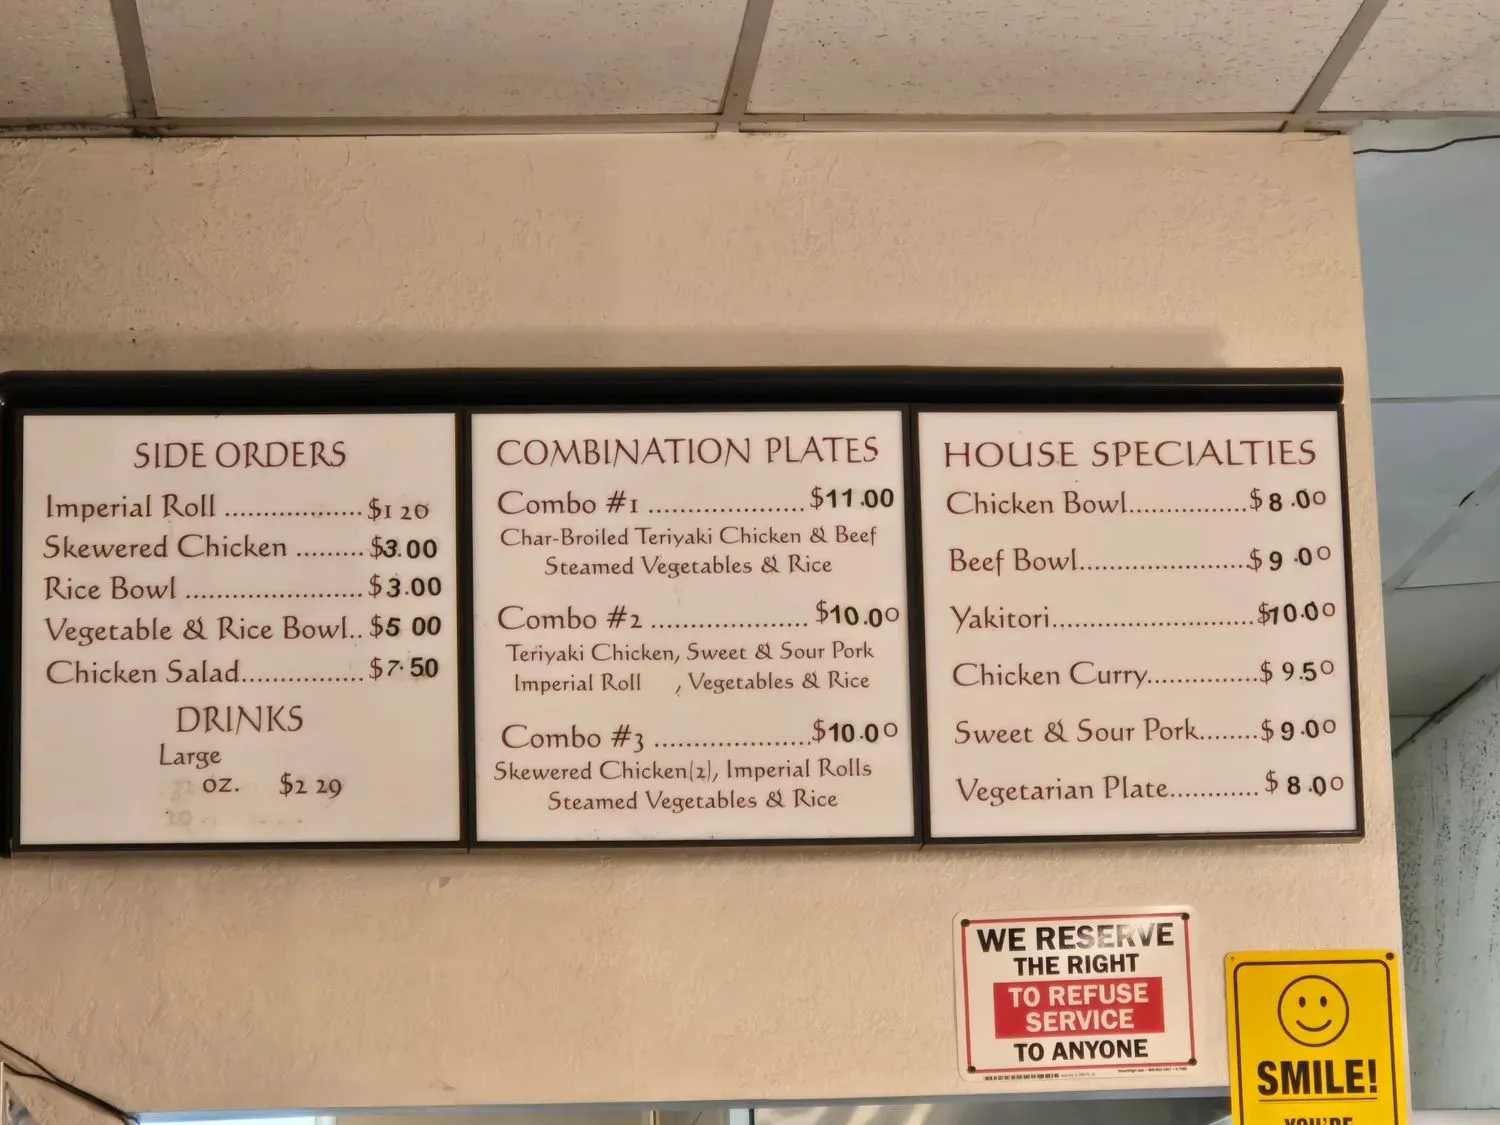 SIDE ORDERS
Imperial Roll ................. $1 20
Skewered Chicken ......... $3.00
Rice Bowl ...................... $3.00
Vegetable & Rice Bowl.. $5 00
Chicken Salad............... $7.50
DRINKS
Large
oz. $2 29
COMBINATION PLATES
Combo #1 .................... $11.00
Char-Broiled Teriyaki Chicken & Beef
Steamed Vegetables & Rice
Combo #2 .................... $10.00
Teriyaki Chicken, Sweet & Sour Pork
Imperial Roll , Vegetables & Rice
Combo #3 .................... $10.00
Skewered Chicken(2), Imperial Rolls
Steamed Vegetables & Rice
HOUSE SPECIALTIES
Chicken Bowl............... $8.00
Beef Bowl..................... $9.00
Yakitori.......................... $10.00
Chicken Curry.............. $9.50
Sweet & Sour Pork........ $9.00
Vegetarian Plate............ $8.00
WE RESERVE
THE RIGHT
TO REFUSE
SERVICE
TO ANYONE
SMILE!
YOU'RE